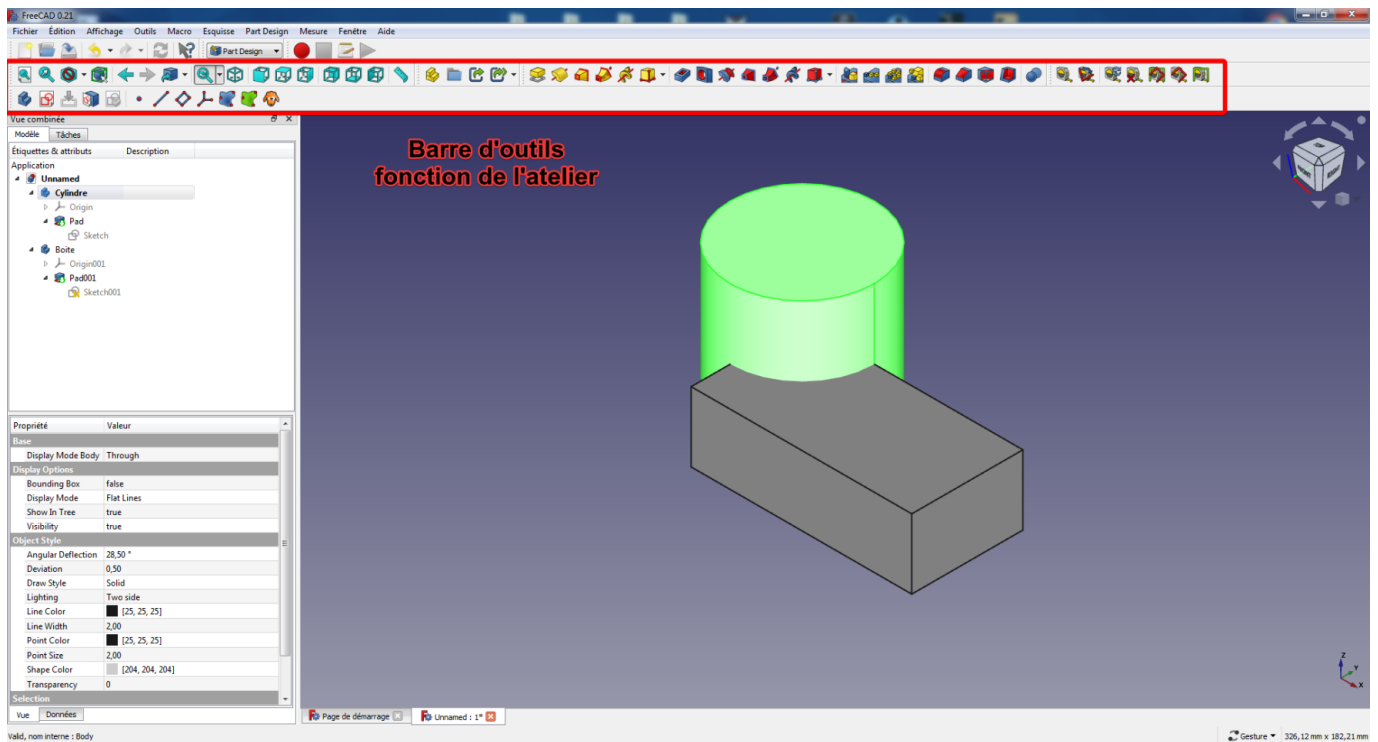 FreeCAD 0.21
Fichier Édition Affichage Outils Macro Esquisse Part Design Mesure Fenêtre Aide
Part Design
Vue combinée
Modèle Tâches
Étiquettes & attributs Description
Application
Unnamed
Cylindre
Origin
Pad
Sketch
Boite
Origin001
Pad001
Sketch001
Barre d'outils
fonction de l'atelier
Propriété Valeur
Base
Display Mode Body Through
Display Options
Bounding Box false
Display Mode Flat Lines
Show In Tree true
Visibility true
Object Style
Angular Deflection 28,50 °
Deviation 0,50
Draw Style Solid
Lighting Two side
Line Color [25, 25, 25]
Line Width 2,00
Point Color [25, 25, 25]
Point Size 2,00
Shape Color [204, 204, 204]
Transparency 0
Selection
Vue Données
Page de démarrage Unnamed : 1*
Z
Y
X
Valid, nom interne : Body
Gesture 326,12 mm x 182,21 mm